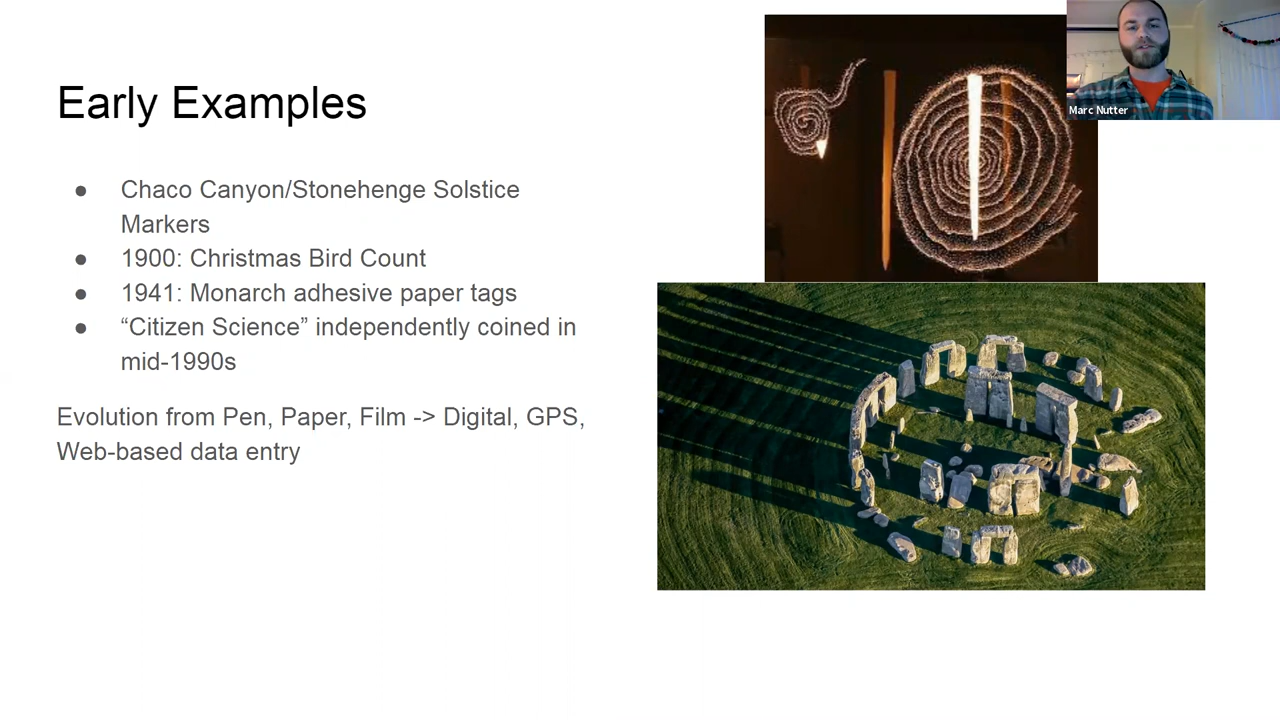 Early Examples
● Chaco Canyon/Stonehenge Solstice
Markers
● 1900: Christmas Bird Count
● 1941: Monarch adhesive paper tags
● “Citizen Science” independently coined in
mid-1990s
Evolution from Pen, Paper, Film -> Digital, GPS,
Web-based data entry
Marc Nutter